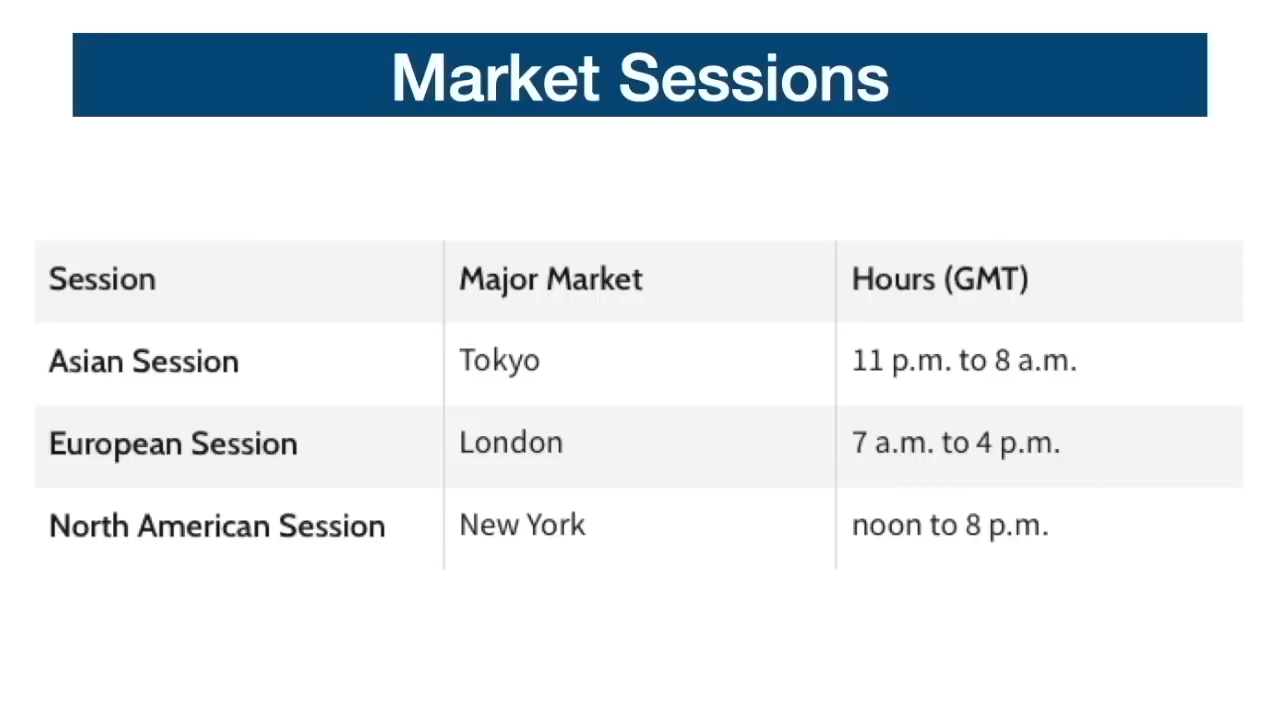 Market Sessions
Session Major Market Hours (GMT)
Asian Session Tokyo 11 p.m. to 8 a.m.
European Session London 7 a.m. to 4 p.m.
North American Session New York noon to 8 p.m.